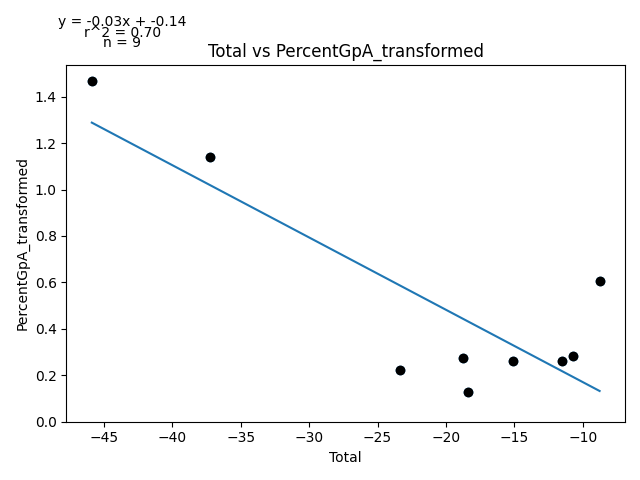 y = -0.03x + -0.14
r^2 = 0.70
n = 9
Total vs PercentGpA_transformed
PercentGpA_transformed
1.4
1.2
1.0
0.8
0.6
0.4
0.2
0.0
−45 −40 −35 −30 −25 −20 −15 −10
Total